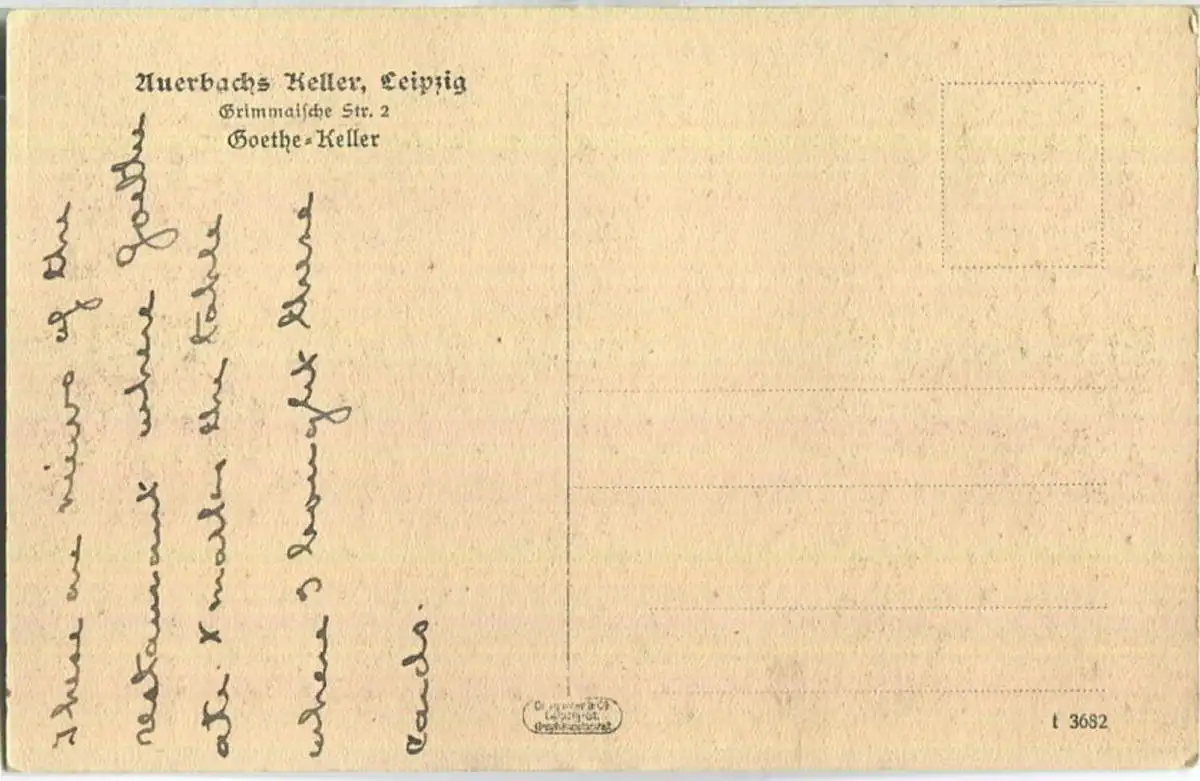 Auerbachs Keller, Leipzig
Grimmaische Str. 2
Goethe-Keller
These are views of the
restaurant where Goethe
ate. X marks the table
where I bought these
cards.
t 3682